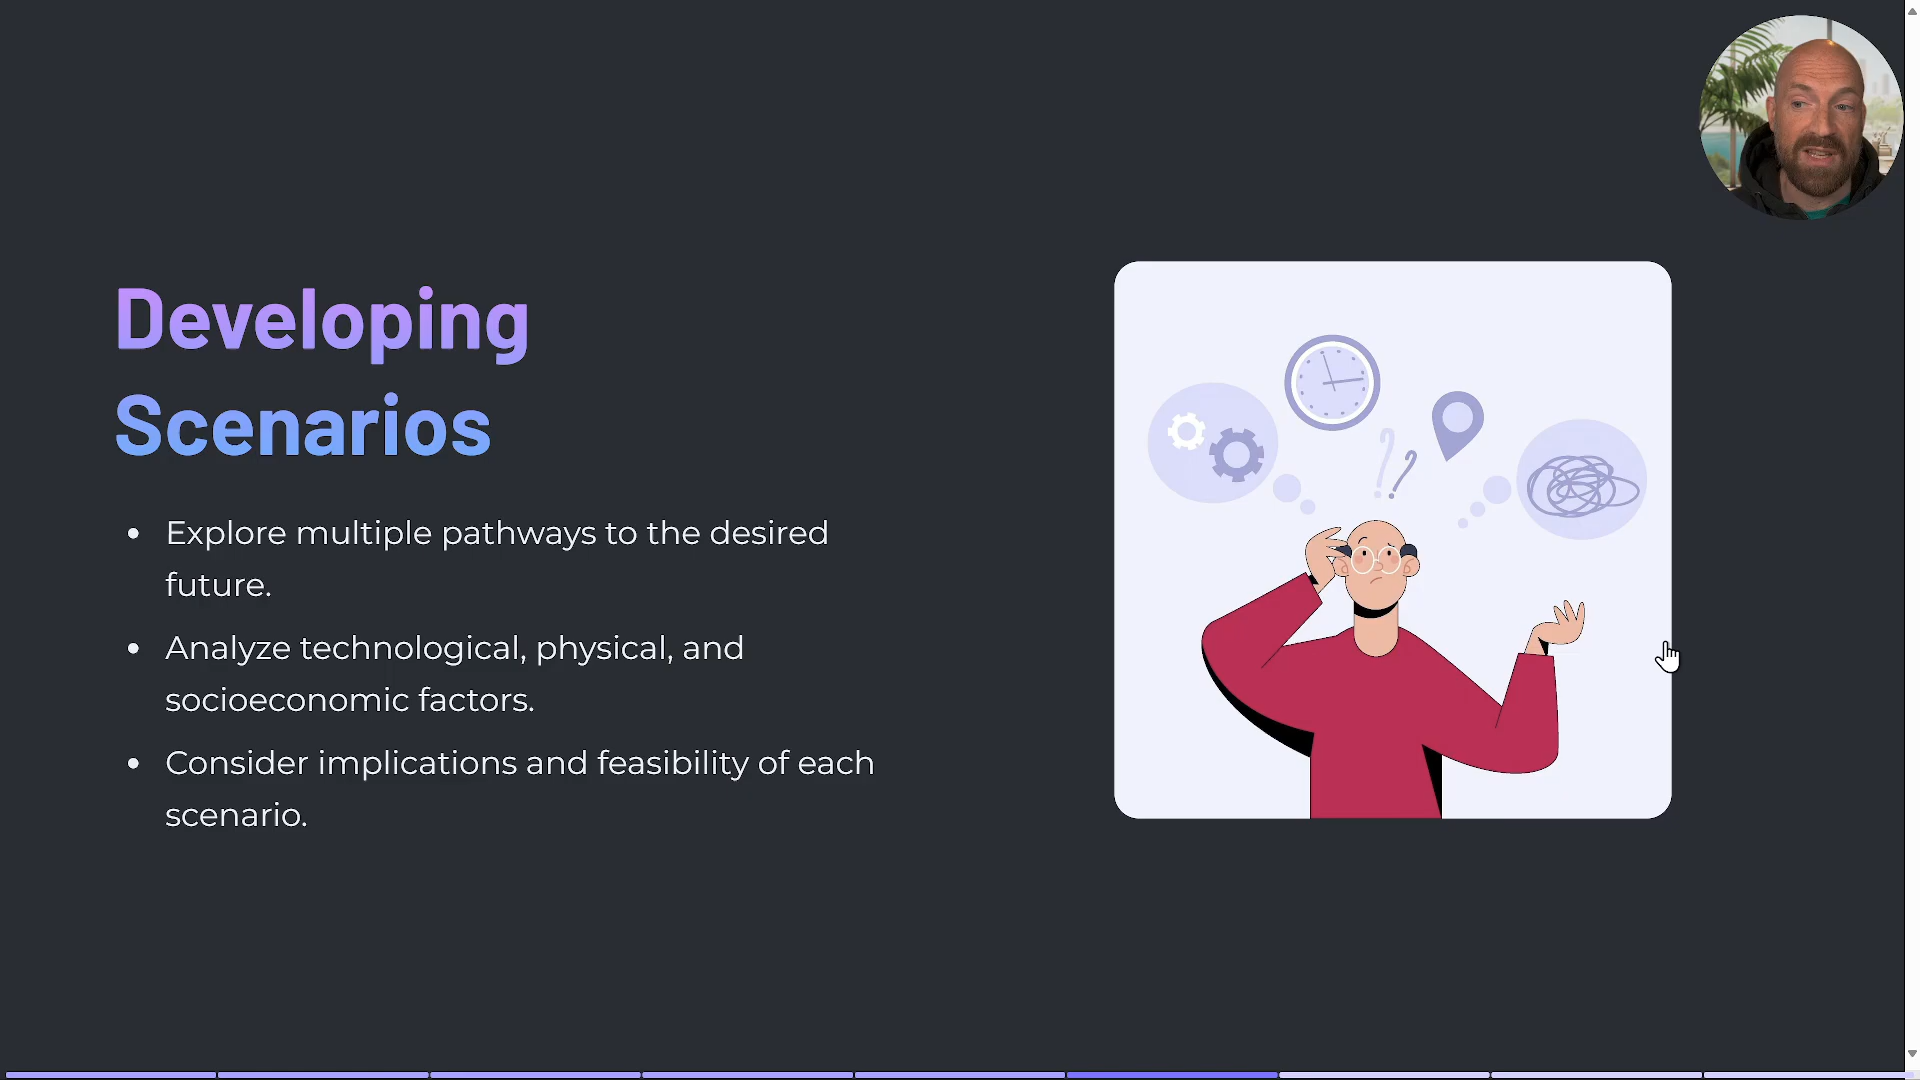 Developing
Scenarios
• Explore multiple pathways to the desired
future.
• Analyze technological, physical, and
socioeconomic factors.
• Consider implications and feasibility of each
scenario.